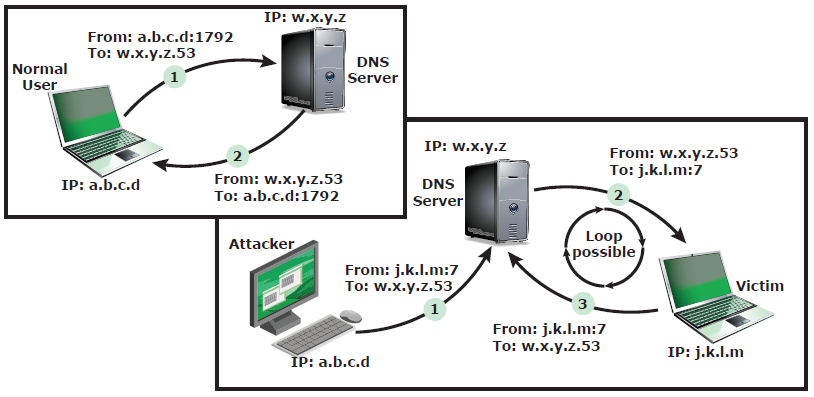 IP: w.x.y.z
From: a.b.c.d:1792
To: w.x.y.z.53
1
DNS
Server
Normal
User
2
IP: a.b.c.d
From: w.x.y.z.53
To: a.b.c.d:1792
IP: w.x.y.z
From: w.x.y.z.53
To: j.k.l.m:7
DNS
Server
2
Loop
possible
Attacker
From: j.k.l.m:7
To: w.x.y.z.53
1
3
Victim
From: j.k.l.m:7
To: w.x.y.z.53
IP: j.k.l.m
IP: a.b.c.d